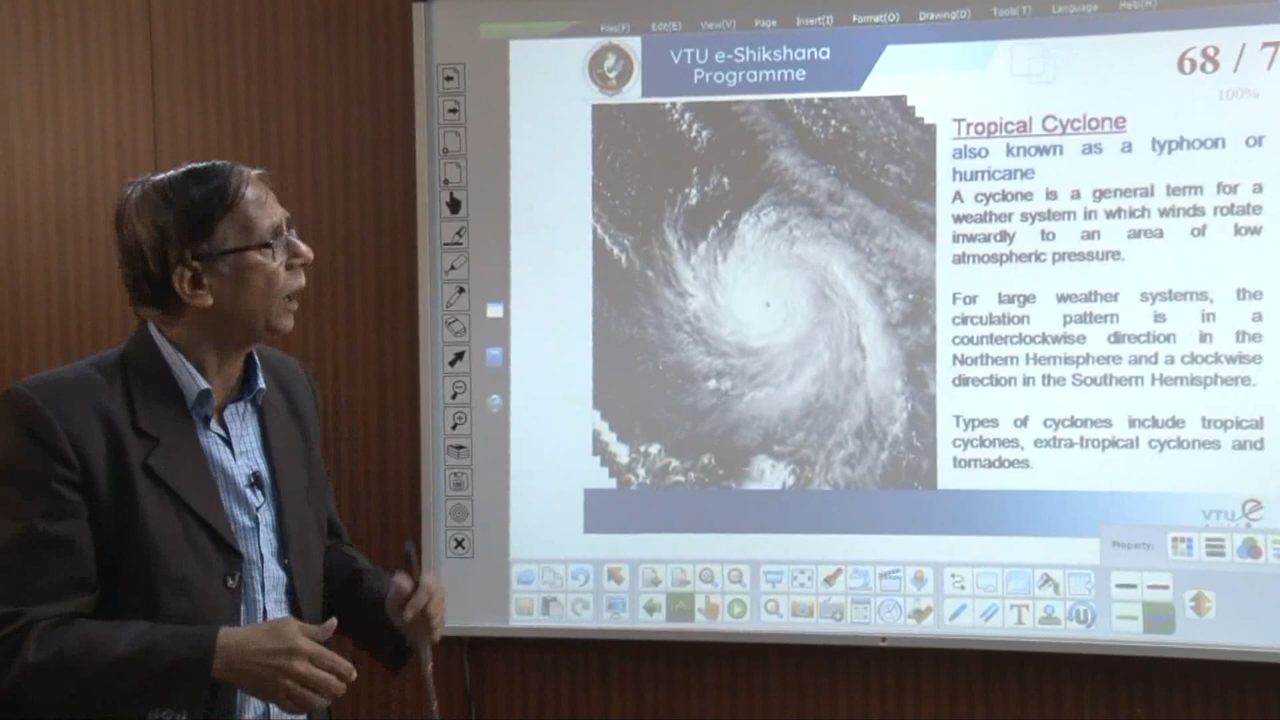 Files(F) Edit(E) View(V) Page Insert(I) Format(O) Drawing(D) Tools(T) Language Help(H)
VTU e-Shikshana
Programme
68 / 7
100%
Tropical Cyclone
also known as a typhoon or
hurricane
A cyclone is a general term for a
weather system in which winds rotate
inwardly to an area of low
atmospheric pressure.
For large weather systems, the
circulation pattern is in a
counterclockwise direction in the
Northern Hemisphere and a clockwise
direction in the Southern Hemisphere.
Types of cyclones include tropical
cyclones, extra-tropical cyclones and
tornadoes.
VTU e
Property: